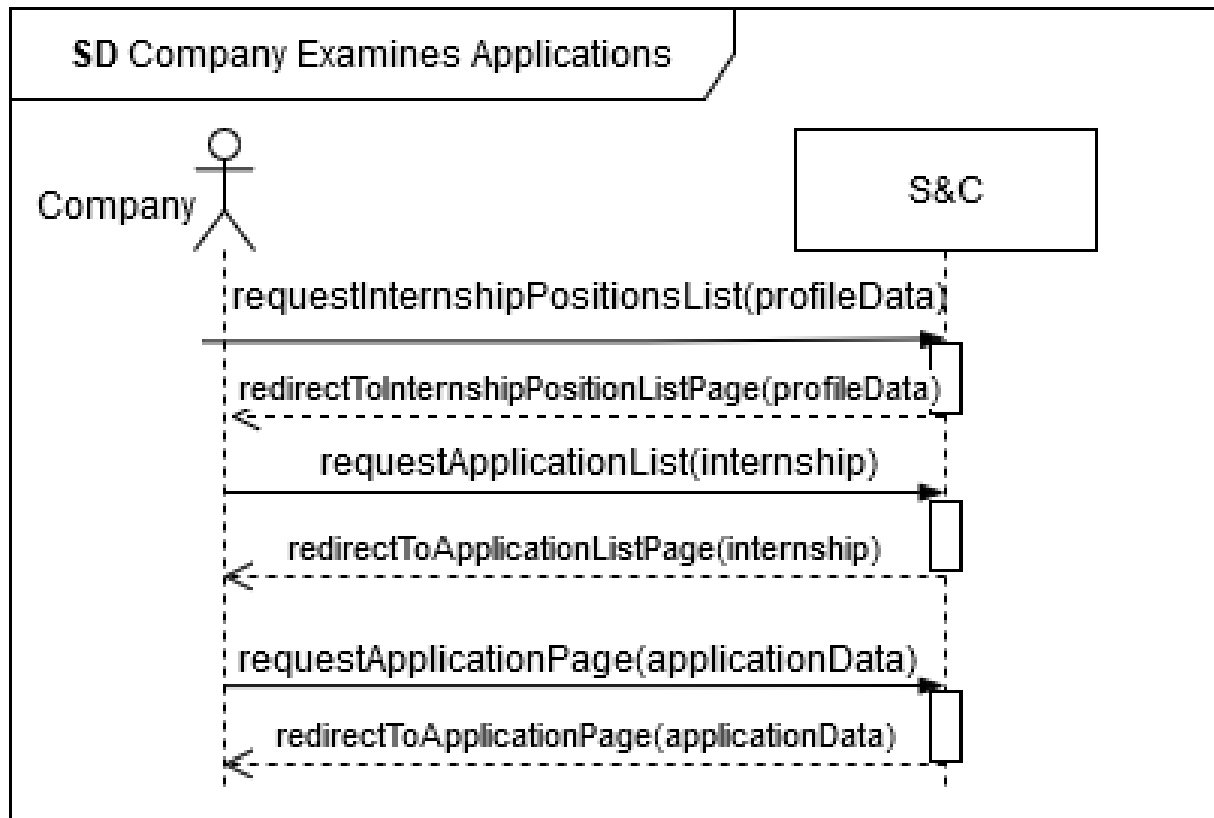 SD Company Examines Applications
Company
S&C
requestInternshipPositionsList(profileData)
redirectToInternshipPositionListPage(profileData)
requestApplicationList(internship)
redirectToApplicationListPage(internship)
requestApplicationPage(applicationData)
redirectToApplicationPage(applicationData)